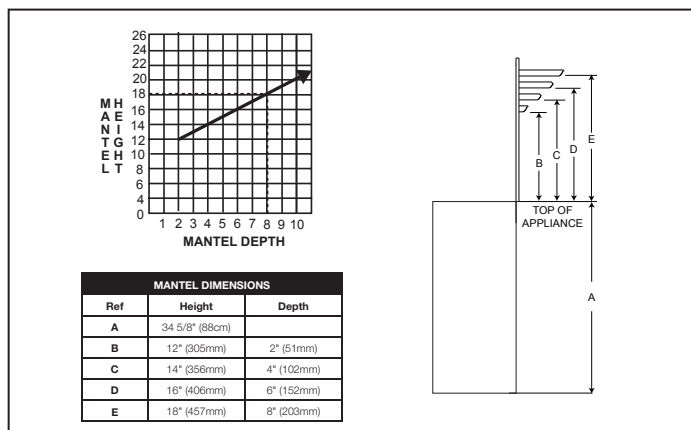 26
24
22
20
18
16
14
12
10
8
6
4
2
0
MANTEL
HEIGHT
1 2 3 4 5 6 7 8 9 10
MANTEL DEPTH
MANTEL DIMENSIONS
Ref Height Depth
A 34 5/8" (88cm)
B 12" (305mm) 2" (51mm)
C 14" (356mm) 4" (102mm)
D 16" (406mm) 6" (152mm)
E 18" (457mm) 8" (203mm)
B
C
D
E
TOP OF
APPLIANCE
A